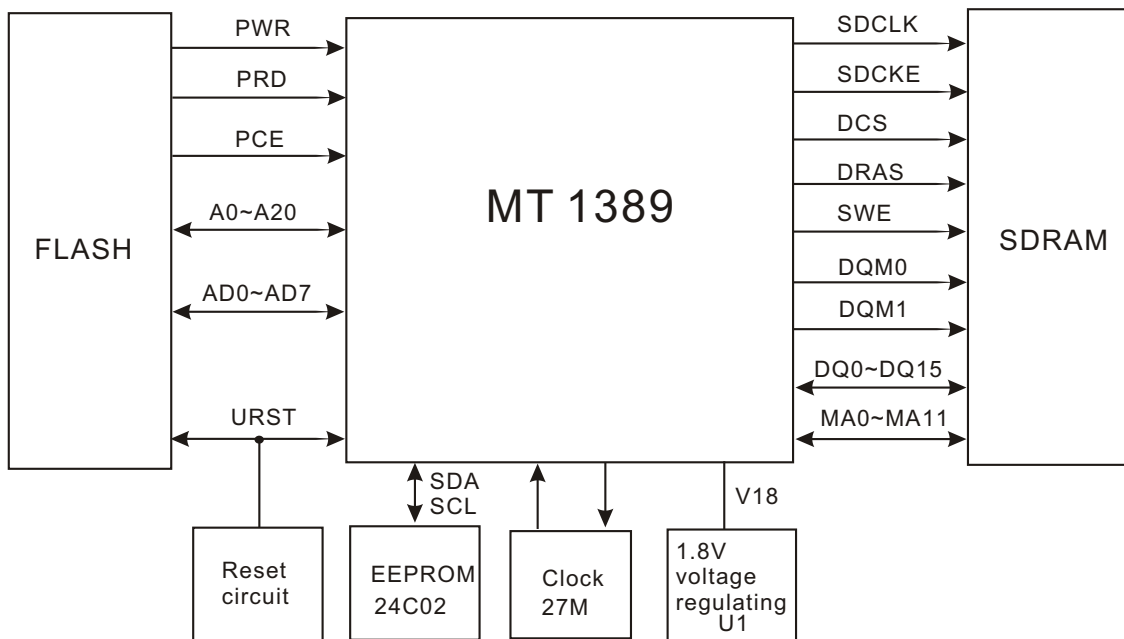 PWR
PRD
PCE
A0~A20
FLASH
AD0~AD7
URST
MT 1389
SDCLK
SDCKE
DCS
DRAS
SWE
SDRAM
DQM0
DQM1
DQ0~DQ15
MA0~MA11
SDA
SCL
V18
Reset
circuit
EEPROM
24C02
Clock
27M
1.8V
voltage
regulating
U1